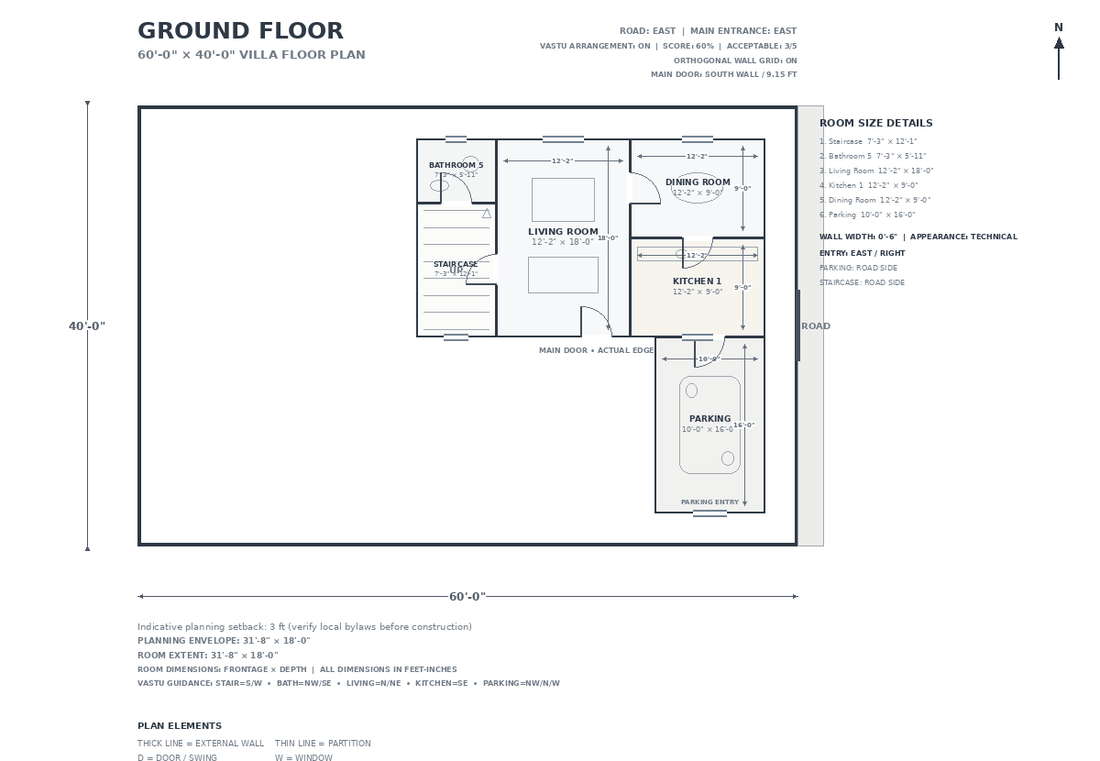 GROUND FLOOR
60'-0" × 40'-0" VILLA FLOOR PLAN
ROAD: EAST | MAIN ENTRANCE: EAST
VASTU ARRANGEMENT: ON | SCORE: 60% | ACCEPTABLE: 3/5
ORTHOGONAL WALL GRID: ON
MAIN DOOR: SOUTH WALL / 9.15 FT
N
ROOM SIZE DETAILS
1. Staircase 7'-3" × 12'-1"
2. Bathroom 5 7'-3" × 5'-11"
3. Living Room 12'-2" × 18'-0"
4. Kitchen 1 12'-2" × 9'-0"
5. Dining Room 12'-2" × 9'-0"
6. Parking 10'-0" × 16'-0"
WALL WIDTH: 0'-6" | APPEARANCE: TECHNICAL
ENTRY: EAST / RIGHT
PARKING: ROAD SIDE
STAIRCASE: ROAD SIDE
BATHROOM 5
7'-3" × 5'-11"
12'-2"
LIVING ROOM
12'-2" × 18'-0"
18'-0"
12'-2"
DINING ROOM
12'-2" × 9'-0"
9'-0"
STAIRCASE
7'-3" × 12'-1"
UP
12'-2"
KITCHEN 1
12'-2" × 9'-0"
9'-0"
40'-0"
ROAD
MAIN DOOR • ACTUAL EDGE
10'-0"
PARKING
10'-0" × 16'-0"
16'-0"
PARKING ENTRY
60'-0"
Indicative planning setback: 3 ft (verify local bylaws before construction)
PLANNING ENVELOPE: 31'-8" × 18'-0"
ROOM EXTENT: 31'-8" × 18'-0"
ROOM DIMENSIONS: FRONTAGE × DEPTH | ALL DIMENSIONS IN FEET-INCHES
VASTU GUIDANCE: STAIR=S/W • BATH=NW/SE • LIVING=N/NE • KITCHEN=SE • PARKING=NW/N/W
PLAN ELEMENTS
THICK LINE = EXTERNAL WALL THIN LINE = PARTITION
D = DOOR / SWING W = WINDOW